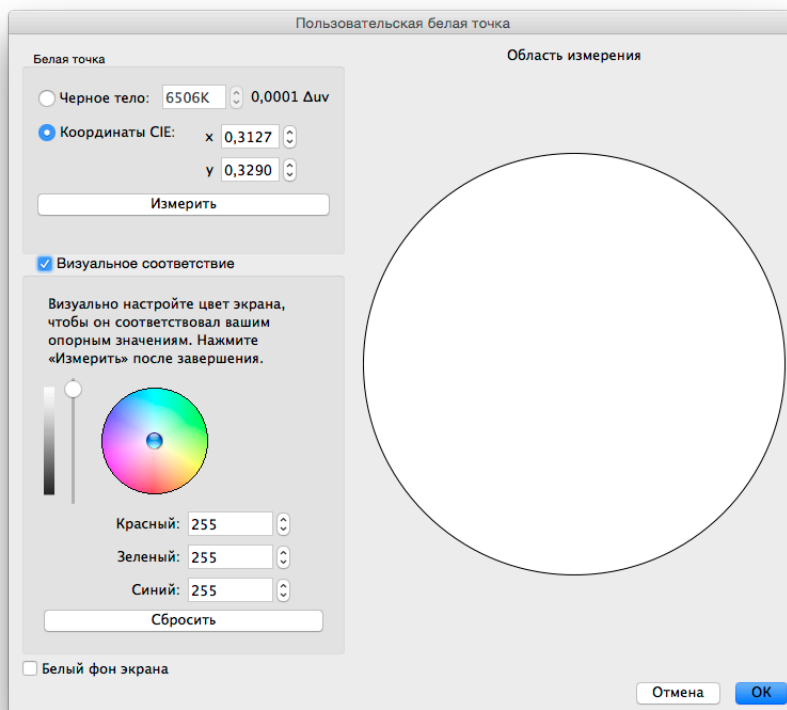 Пользовательская белая точка
Белая точка
Черное тело: 6506K 0,0001 Δuv
Координаты CIE: x 0,3127
y 0,3290
Измерить
Визуальное соответствие
Визуально настройте цвет экрана,
чтобы он соответствовал вашим
опорным значениям. Нажмите
«Измерить» после завершения.
Красный: 255
Зеленый: 255
Синий: 255
Сбросить
Белый фон экрана
Область измерения
Отмена
OK